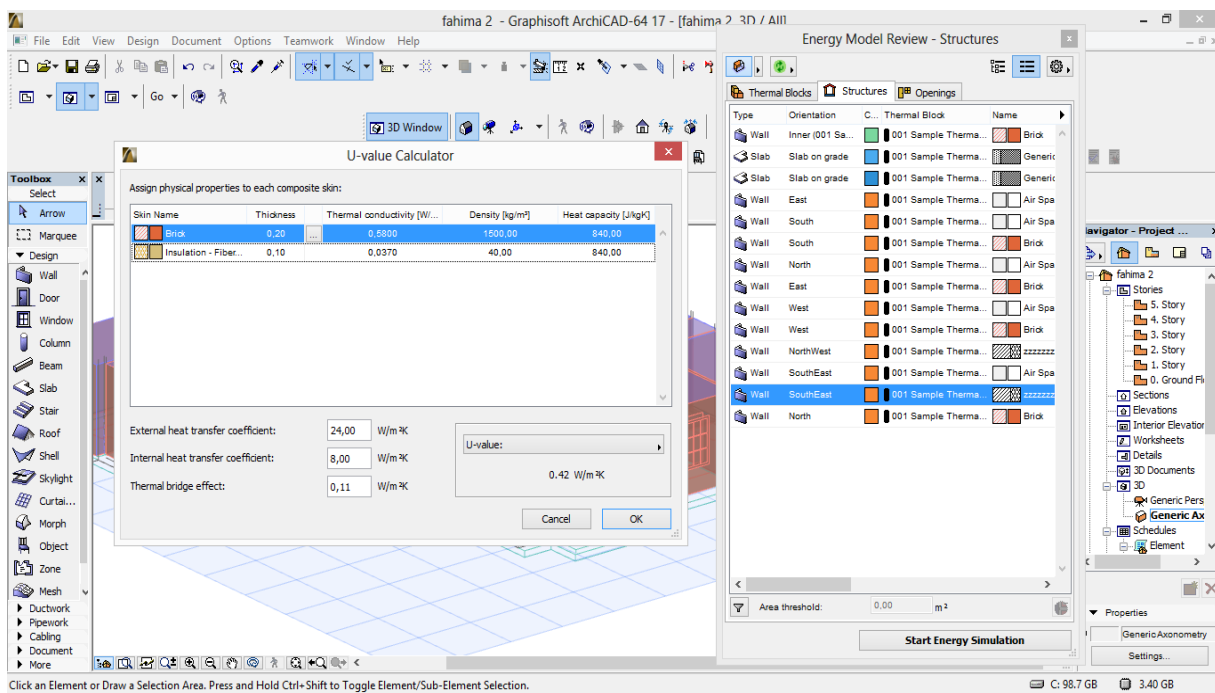 fahima 2 - Graphisoft ArchiCAD-64 17 - [fahima 2, 3D / All]
File Edit View Design Document Options Teamwork Window Help
Go
3D Window
Toolbox
Select
Arrow
Marquee
Design
Wall
Door
Window
Column
Beam
Slab
Stair
Roof
Shell
Skylight
Curtai...
Morph
Object
Zone
Mesh
Ductwork
Pipework
Cabling
Document
More
U-value Calculator
Assign physical properties to each composite skin:
Skin Name Thickness Thermal conductivity [W/... Density [kg/m³] Heat capacity [J/kgK]
Brick 0,20 ... 0,5800 1500,00 840,00
Insulation - Fiber... 0,10 0,0370 40,00 840,00
External heat transfer coefficient: 24,00 W/m²K
Internal heat transfer coefficient: 8,00 W/m²K
Thermal bridge effect: 0,11 W/m²K
U-value:
0.42 W/m²K
Cancel OK
Energy Model Review - Structures
Thermal Blocks Structures Openings
Type Orientation C... Thermal Block Name
Wall Inner (001 Sa... 001 Sample Therma... Brick
Slab Slab on grade 001 Sample Therma... Generic
Slab Slab on grade 001 Sample Therma... Generic
Wall East 001 Sample Therma... Air Spa
Wall South 001 Sample Therma... Air Spa
Wall South 001 Sample Therma... Brick
Wall North 001 Sample Therma... Air Spa
Wall East 001 Sample Therma... Brick
Wall West 001 Sample Therma... Air Spa
Wall West 001 Sample Therma... Brick
Wall NorthWest 001 Sample Therma... zzzzzzz
Wall SouthEast 001 Sample Therma... Air Spa
Wall SouthEast 001 Sample Therma... zzzzzzz
Wall North 001 Sample Therma... Brick
Area threshold: 0,00 m²
Start Energy Simulation
avigator - Project ...
fahima 2
Stories
5. Story
4. Story
3. Story
2. Story
1. Story
0. Ground Fl
Sections
Elevations
Interior Elevation
Worksheets
Details
3D Documents
3D
Generic Pers
Generic Ax
Schedules
Element
Properties
Generic Axonometry
Settings...
Click an Element or Draw a Selection Area. Press and Hold Ctrl+Shift to Toggle Element/Sub-Element Selection.
C: 98.7 GB 3.40 GB